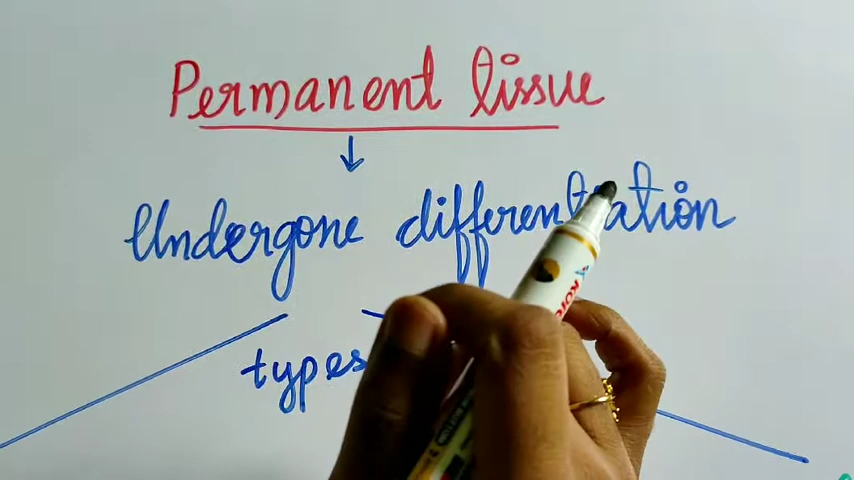 Permanent tissue
Undergone differentiation
types